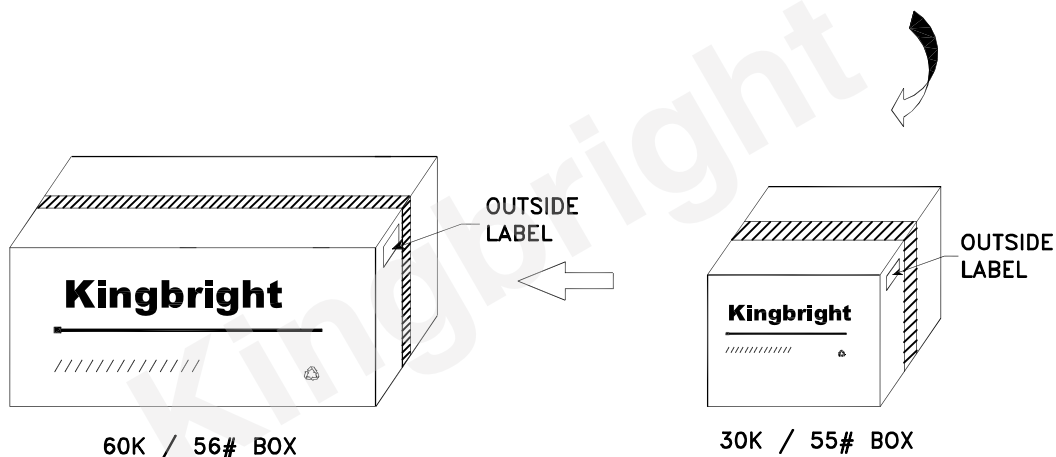 Kingbright
OUTSIDE
LABEL
Kingbright
60K / 56# BOX
OUTSIDE
LABEL
Kingbright
30K / 55# BOX